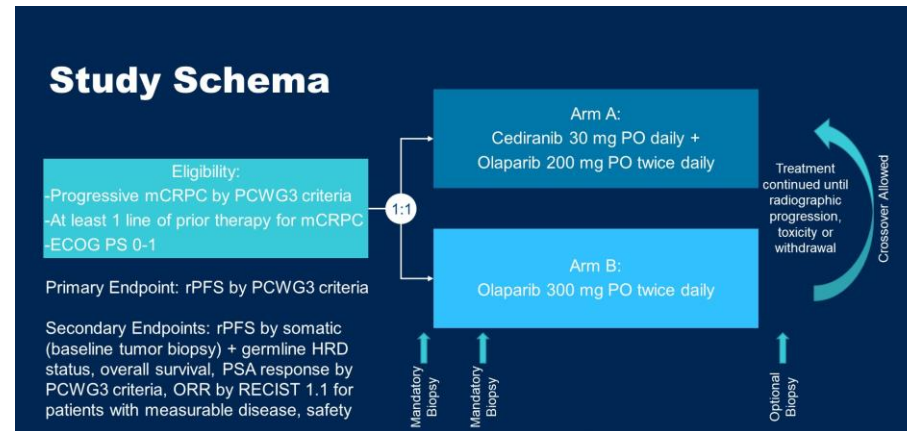 Study Schema
Eligibility:
-Progressive mCRPC by PCWG3 criteria
-At least 1 line of prior therapy for mCRPC
-ECOG PS 0-1
Primary Endpoint: rPFS by PCWG3 criteria
Secondary Endpoints: rPFS by somatic
(baseline tumor biopsy) + germline HRD
status, overall survival, PSA response by
PCWG3 criteria, ORR by RECIST 1.1 for
patients with measurable disease, safety
1:1
Arm A:
Cediranib 30 mg PO daily +
Olaparib 200 mg PO twice daily
Arm B:
Olaparib 300 mg PO twice daily
Treatment
continued until
radiographic
progression,
toxicity or
withdrawal
Crossover Allowed
Mandatory
Biopsy
Mandatory
Biopsy
Optional
Biopsy